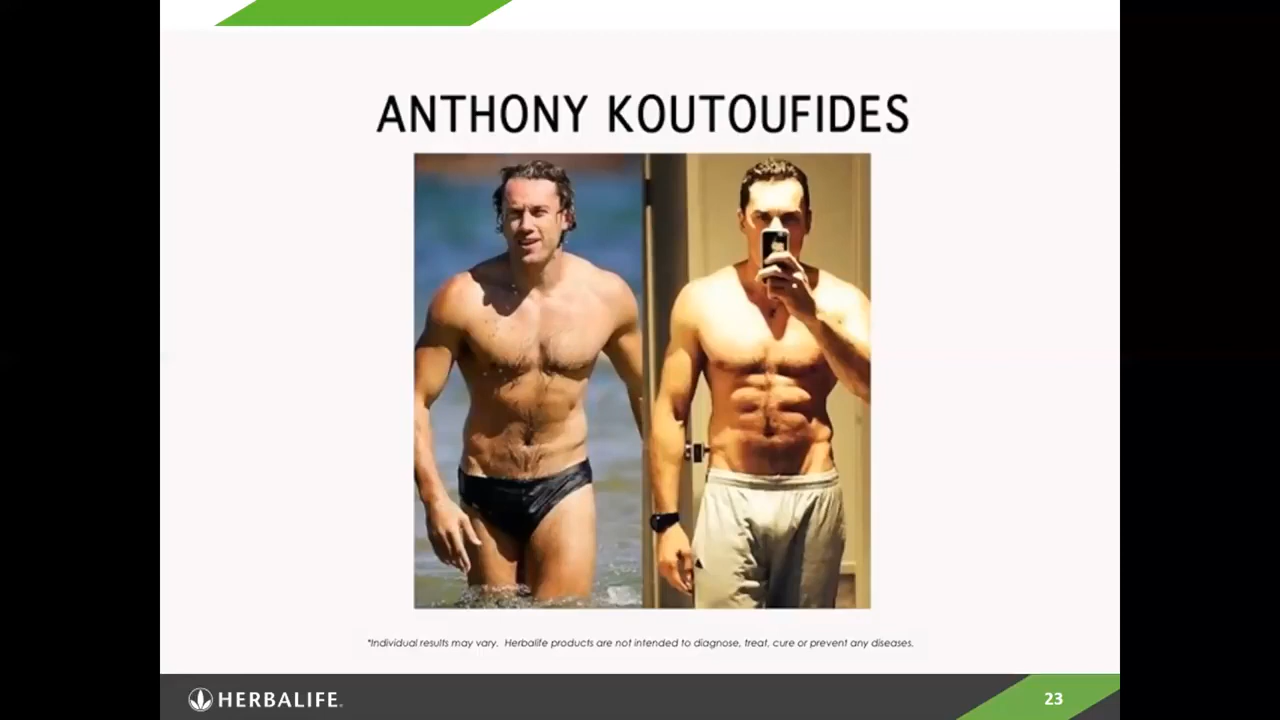 ANTHONY KOUTOUFIDES
*Individual results may vary. Herbalife products are not intended to diagnose, treat, cure or prevent any diseases.
HERBALIFE.
23